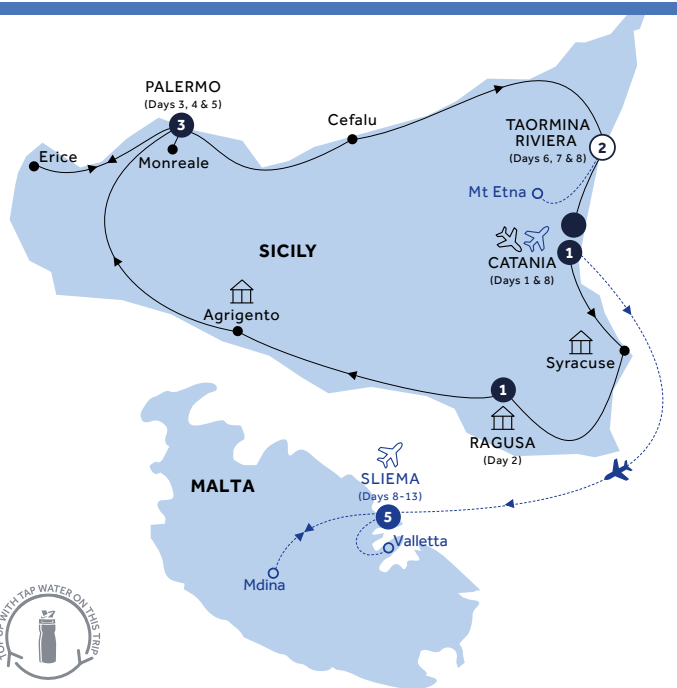 PALERMO
(Days 3, 4 & 5)
3
Cefalu
TAORMINA
RIVIERA
(Days 6, 7 & 8)
2
Erice
Monreale
Mt Etna
SICILY
1
CATANIA
(Days 1 & 8)
Agrigento
Syracuse
1
RAGUSA
(Day 2)
MALTA
SLIEMA
(Days 8-13)
5
Valletta
Mdina
UP WITH TAP WATER ON THIS TRIP